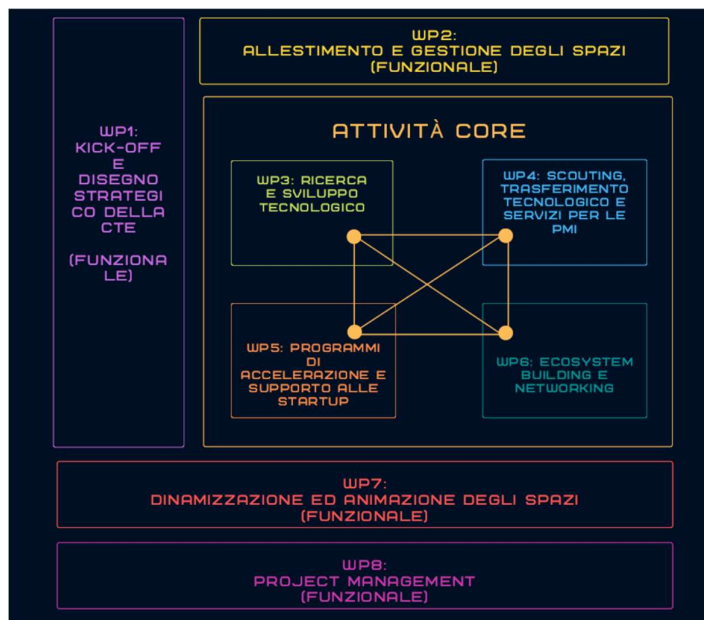 WP1:
KICK-OFF
E
DISEGNO
STRATEGI
CO DELLA
CTE
(FUNZIONA
LE)
WP2:
ALLESTIMENTO E GESTIONE DEGLI SPAZI
(FUNZIONALE)
ATTIVITÀ CORE
WP3: RICERCA
E SVILUPPO
TECNOLOGICO
WP4: SCOUTING,
TRASFERIMENTO
TECNOLOGICO E
SERVIZI PER LE
PMI
WP5: PROGRAMMI
DI
ACCELERAZIONE E
SUPPORTO ALLE
STARTUP
WP6: ECOSYSTEM
BUILDING E
NETWORKING
WP7:
DINAMIZZAZIONE ED ANIMAZIONE DEGLI SPAZI
(FUNZIONALE)
WP8:
PROJECT MANAGEMENT
(FUNZIONALE)